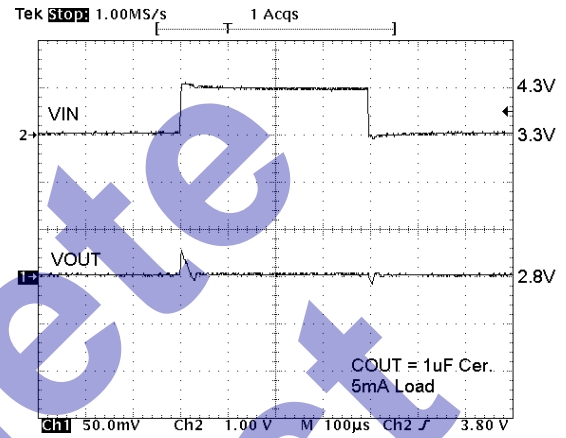 Tek Stop: 1.00MS/s 1 Acqs
[ T ]
4.3V
VIN
2→ 3.3V
VOUT
1→ 2.8V
COUT = 1uF Cer.
5mA Load
Ch1 50.0mV Ch2 1.00 V M 100µs Ch2 ƒ 3.80 V